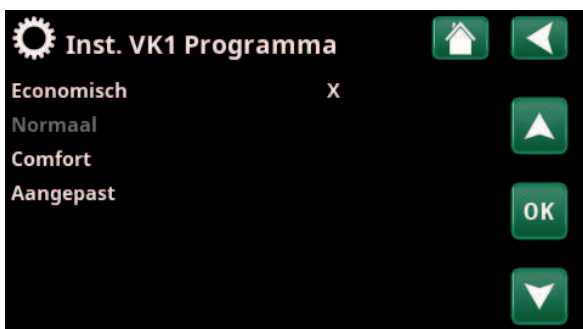 Inst. VK1 Programma
Economisch X
Normaal
Comfort
Aangepast
OK